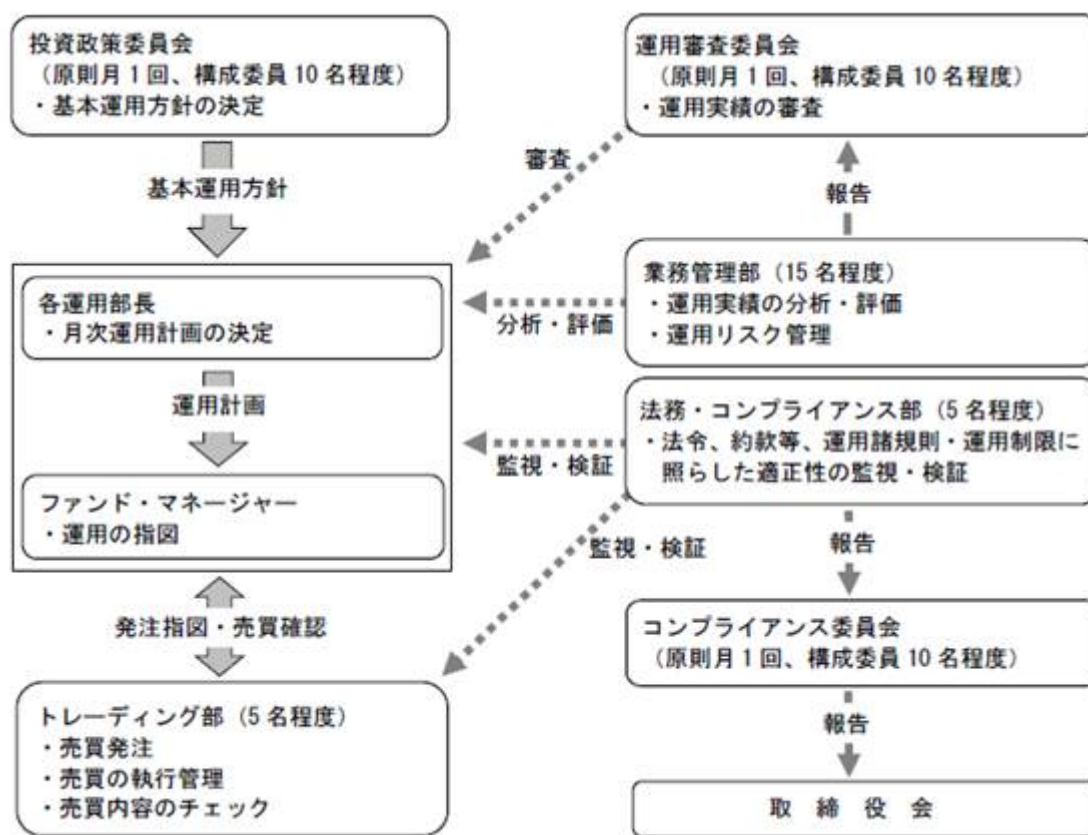 投資政策委員会
（原則月1回、構成委員10名程度）
・基本運用方針の決定
基本運用方針
各運用部長
・月次運用計画の決定
運用計画
ファンド・マネージャー
・運用の指図
発注指図・売買確認
トレーディング部（5名程度）
・売買発注
・売買の執行管理
・売買内容のチェック
運用審査委員会
（原則月1回、構成委員10名程度）
・運用実績の審査
審査
報告
業務管理部（15名程度）
・運用実績の分析・評価
・運用リスク管理
分析・評価
法務・コンプライアンス部（5名程度）
・法令、約款等、運用諸規則・運用制限に
照らした適正性の監視・検証
監視・検証
監視・検証
報告
コンプライアンス委員会
（原則月1回、構成委員10名程度）
報告
取締役会